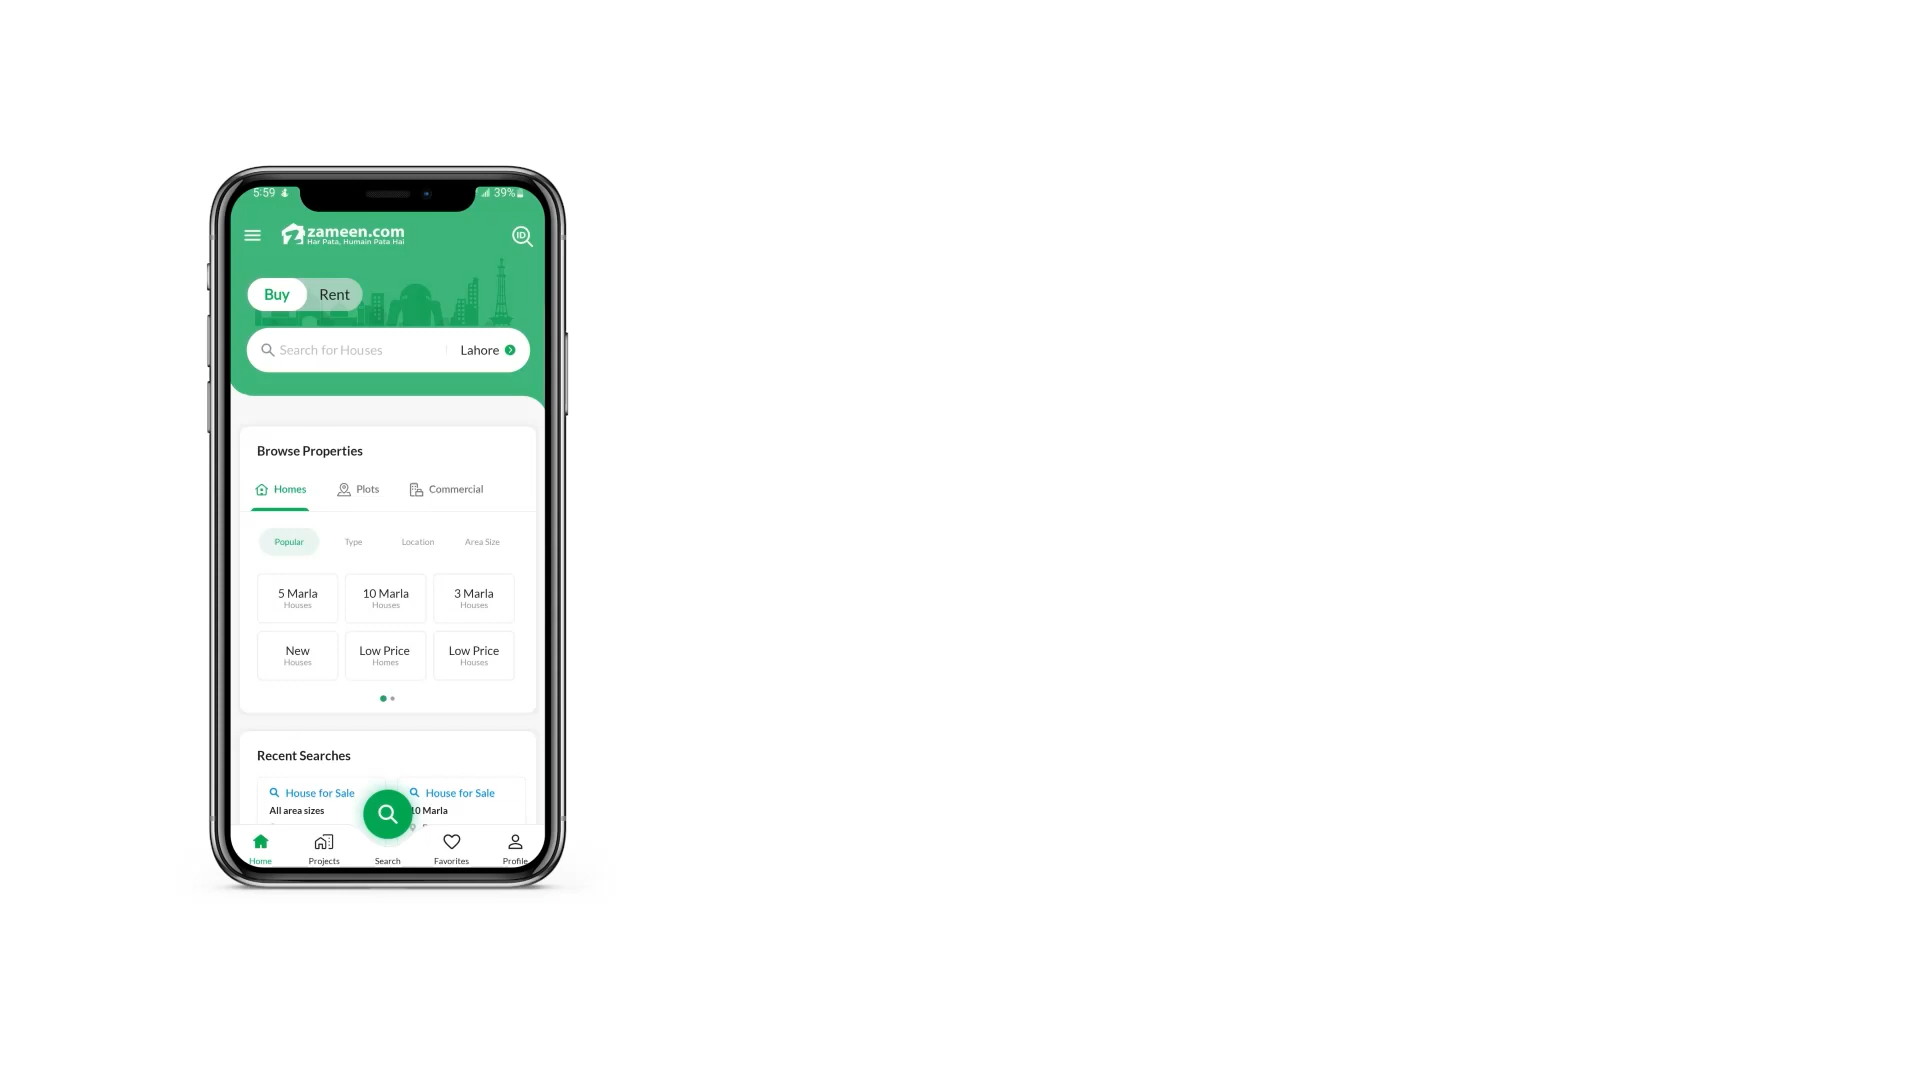 5:59
39%
zameen.com
Har Pata, Humain Pata Hai
ID
Buy Rent
Search for Houses Lahore
Browse Properties
Homes Plots Commercial
Popular Type Location Area Size
5 Marla 10 Marla 3 Marla
Houses Houses Houses
New Low Price Low Price
Houses Homes Houses
Recent Searches
House for Sale House for Sale
All area sizes 10 Marla
Home Projects Search Favorites Profile